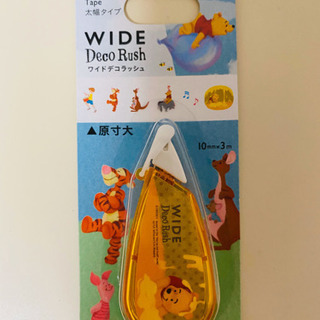 Tape
太幅タイプ
WIDE
Deco Rush
ワイドデコラッシュ
▲原寸大
10mm×3m
WIDE
Deco Rush